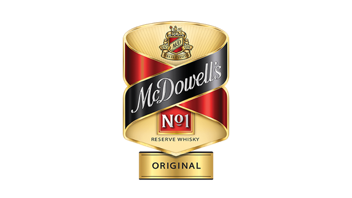 McDowell's
No1
RESERVE WHISKY
ORIGINAL